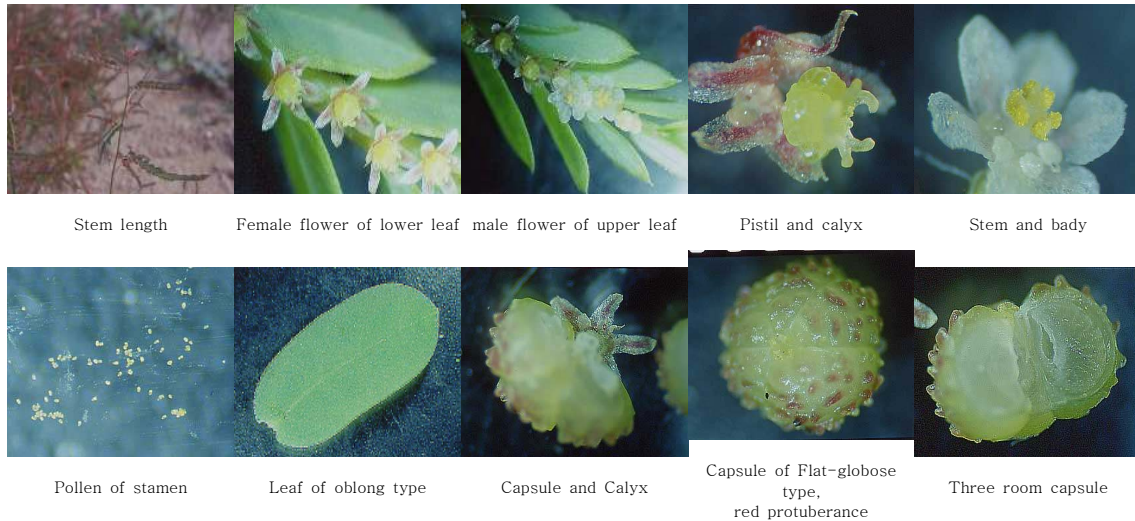 Stem length
Female flower of lower leaf
male flower of upper leaf
Pistil and calyx
Stem and bady
Pollen of stamen
Leaf of oblong type
Capsule and Calyx
Capsule of Flat-globose
type,
red protuberance
Three room capsule